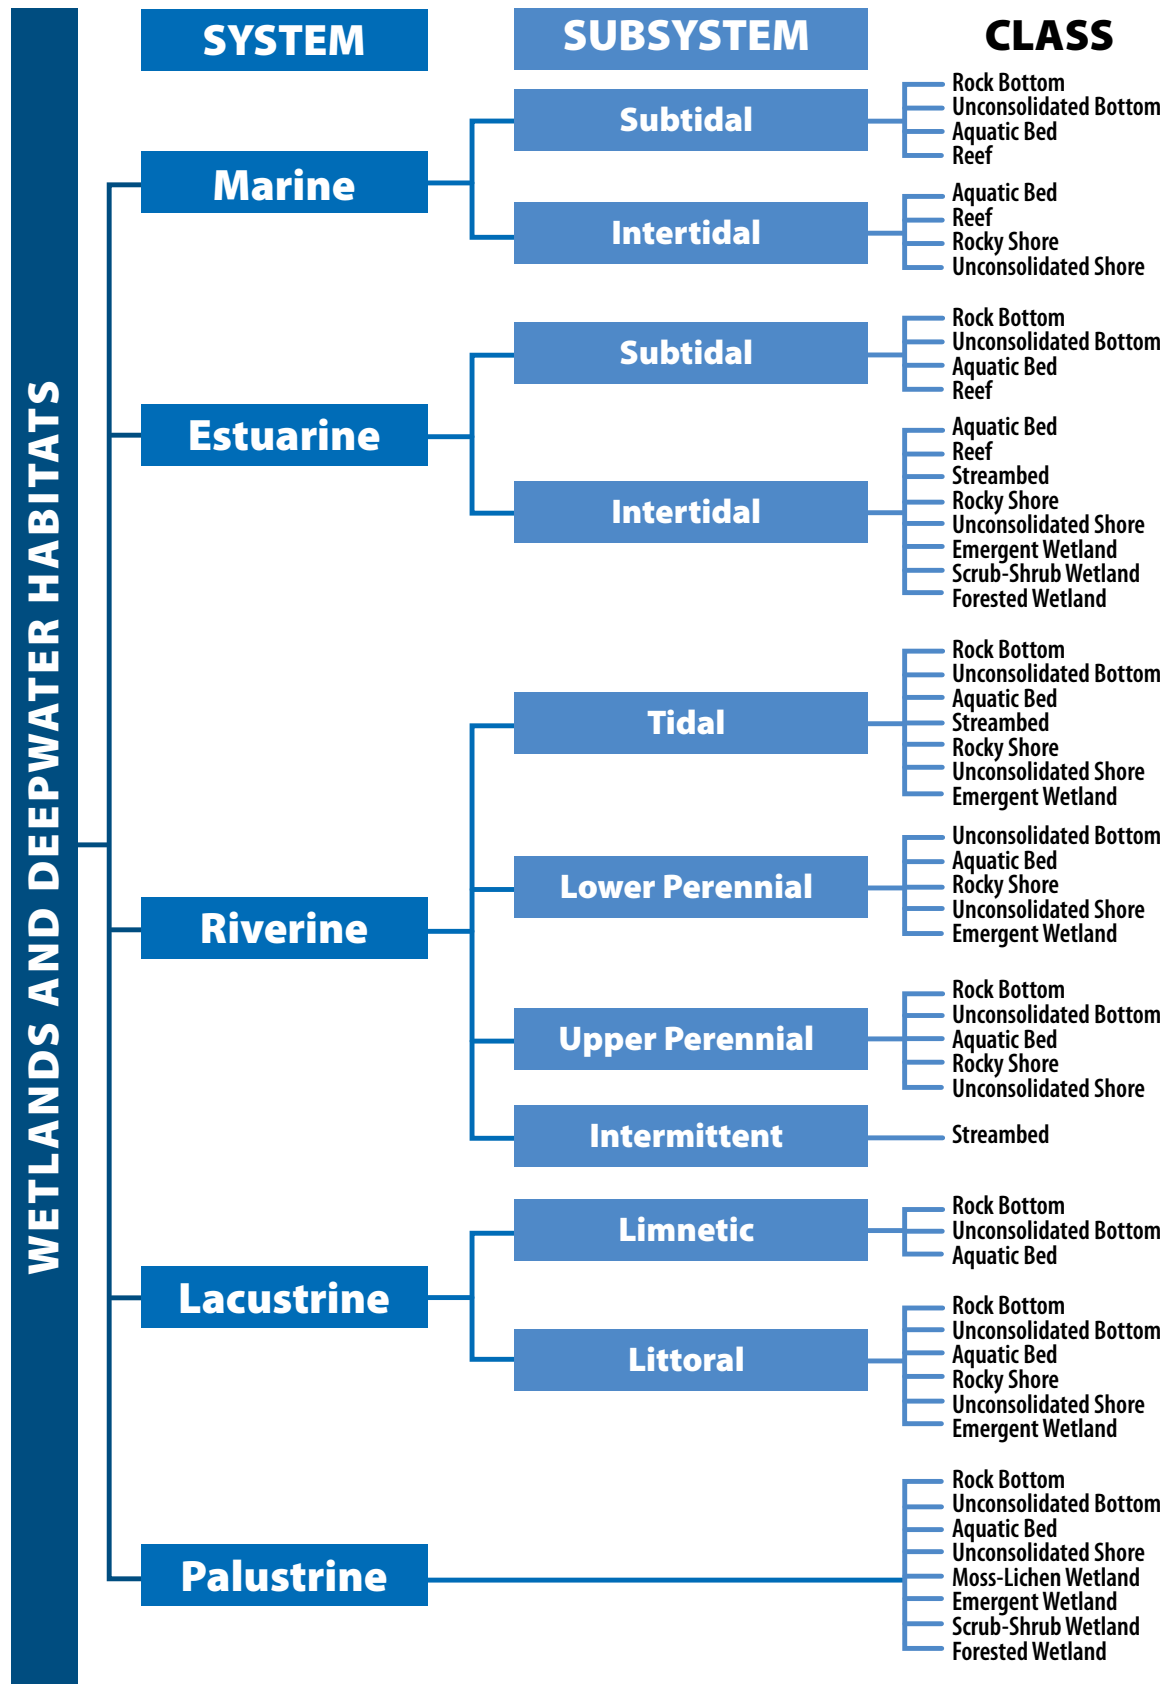 WETLANDS AND DEEPWATER HABITATS
SYSTEM
SUBSYSTEM
CLASS
Marine
Subtidal
Rock Bottom
Unconsolidated Bottom
Aquatic Bed
Reef
Intertidal
Aquatic Bed
Reef
Rocky Shore
Unconsolidated Shore
Estuarine
Subtidal
Rock Bottom
Unconsolidated Bottom
Aquatic Bed
Reef
Intertidal
Aquatic Bed
Reef
Streambed
Rocky Shore
Unconsolidated Shore
Emergent Wetland
Scrub-Shrub Wetland
Forested Wetland
Riverine
Tidal
Rock Bottom
Unconsolidated Bottom
Aquatic Bed
Streambed
Rocky Shore
Unconsolidated Shore
Emergent Wetland
Lower Perennial
Unconsolidated Bottom
Aquatic Bed
Rocky Shore
Unconsolidated Shore
Emergent Wetland
Upper Perennial
Rock Bottom
Unconsolidated Bottom
Aquatic Bed
Rocky Shore
Unconsolidated Shore
Intermittent
Streambed
Lacustrine
Limnetic
Rock Bottom
Unconsolidated Bottom
Aquatic Bed
Littoral
Rock Bottom
Unconsolidated Bottom
Aquatic Bed
Rocky Shore
Unconsolidated Shore
Emergent Wetland
Palustrine
Rock Bottom
Unconsolidated Bottom
Aquatic Bed
Unconsolidated Shore
Moss-Lichen Wetland
Emergent Wetland
Scrub-Shrub Wetland
Forested Wetland